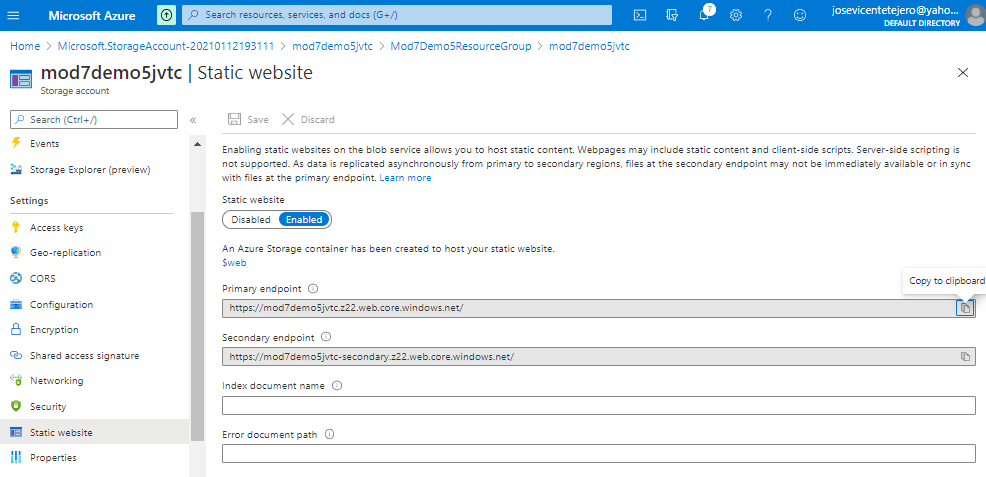 Microsoft Azure
Search resources, services, and docs (G+/)
7
josevicentetejero@yaho...
DEFAULT DIRECTORY
Home > Microsoft.StorageAccount-20210112193111 > mod7demo5jvtc > Mod7Demo5ResourceGroup > mod7demo5jvtc
mod7demo5jvtc | Static website
Storage account
Search (Ctrl+/)
«
Save
Discard
Events
Storage Explorer (preview)
Settings
Access keys
Geo-replication
CORS
Configuration
Encryption
Shared access signature
Networking
Security
Static website
Properties
Enabling static websites on the blob service allows you to host static content. Webpages may include static content and client-side scripts. Server-side scripting is
not supported. As data is replicated asynchronously from primary to secondary regions, files at the secondary endpoint may not be immediately available or in sync
with files at the primary endpoint. Learn more
Static website
Disabled Enabled
An Azure Storage container has been created to host your static website.
$web
Copy to clipboard
Primary endpoint
https://mod7demo5jvtc.z22.web.core.windows.net/
Secondary endpoint
https://mod7demo5jvtc-secondary.z22.web.core.windows.net/
Index document name
Error document path